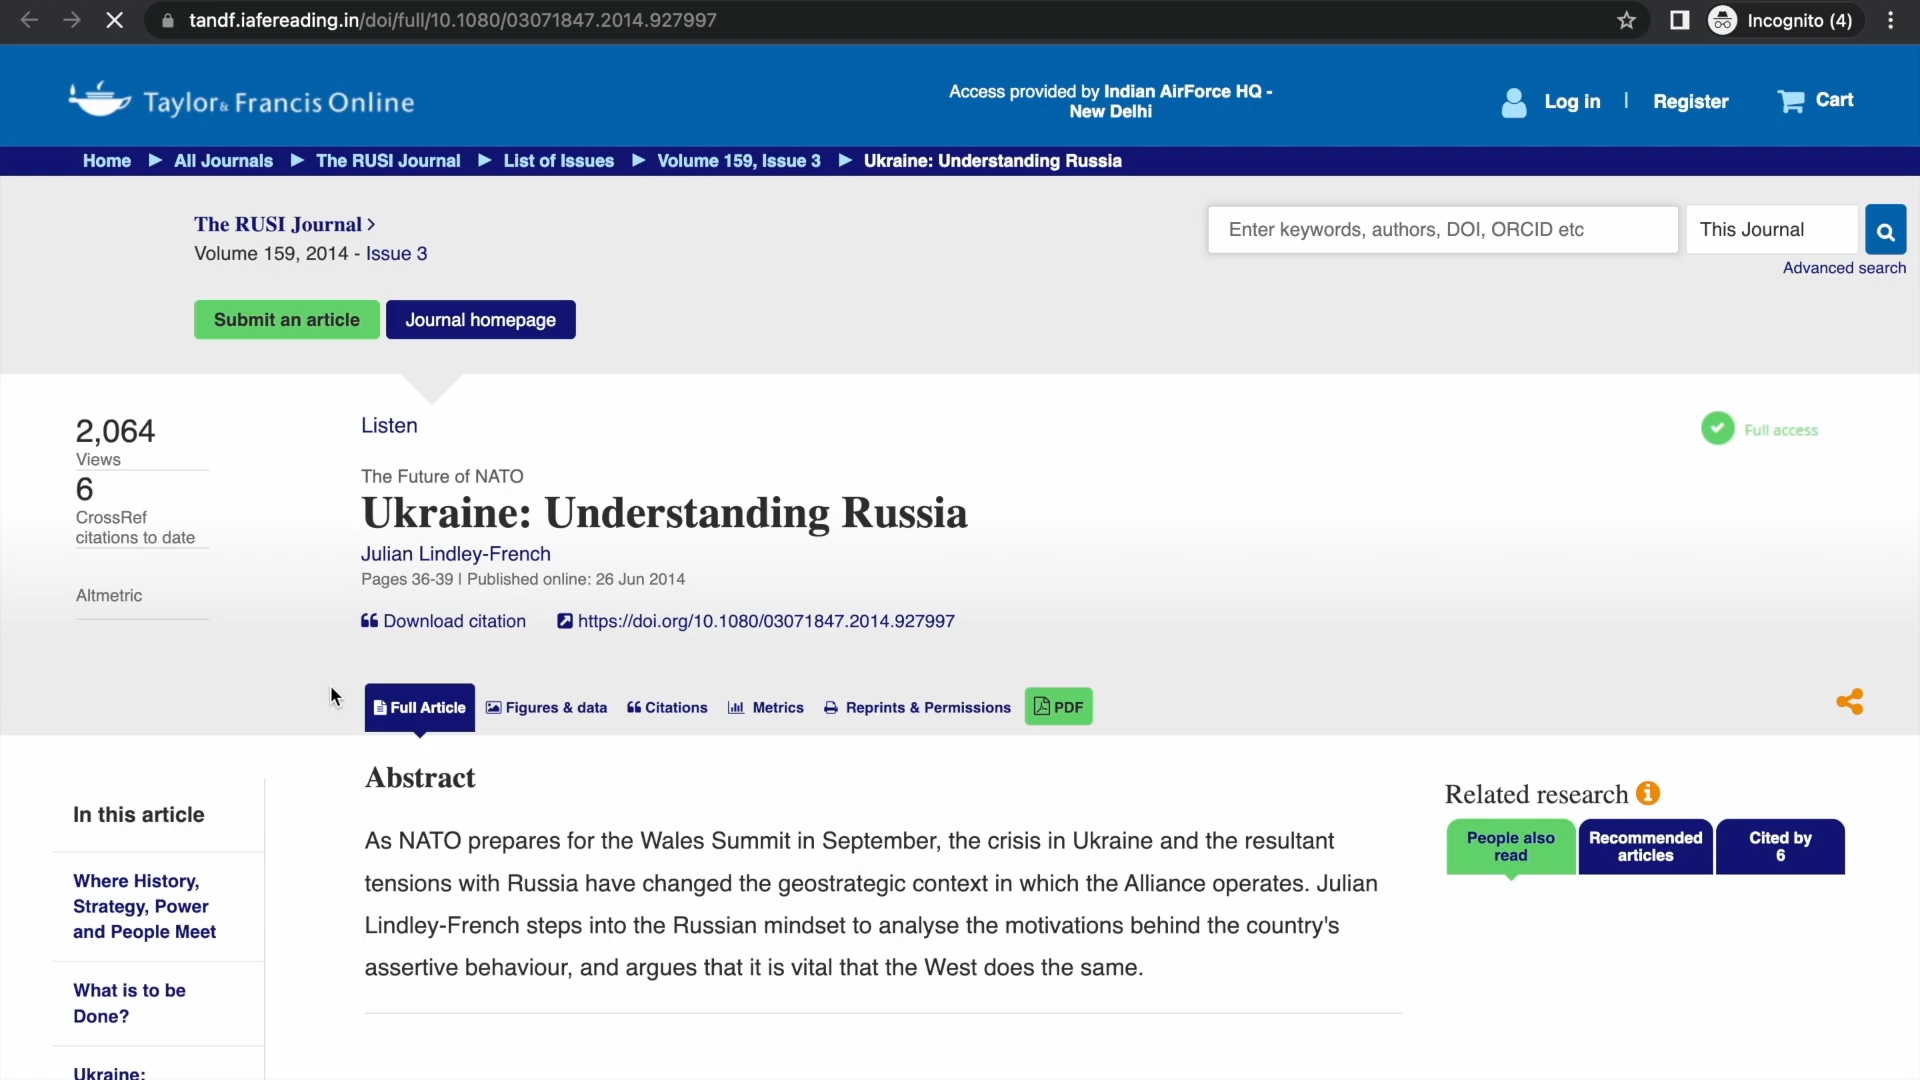 tandf.iafereading.in/doi/full/10.1080/03071847.2014.927997
Incognito (4)
Taylor & Francis Online
Access provided by Indian AirForce HQ -
New Delhi
Log in | Register
Cart
Home ▶ All Journals ▶ The RUSI Journal ▶ List of Issues ▶ Volume 159, Issue 3 ▶ Ukraine: Understanding Russia
The RUSI Journal >
Volume 159, 2014 - Issue 3
Enter keywords, authors, DOI, ORCID etc
This Journal
Advanced search
Submit an article
Journal homepage
2,064
Views
6
CrossRef
citations to date
Altmetric
Listen
Full access
The Future of NATO
Ukraine: Understanding Russia
Julian Lindley-French
Pages 36-39 | Published online: 26 Jun 2014
Download citation
https://doi.org/10.1080/03071847.2014.927997
Full Article
Figures & data
Citations
Metrics
Reprints & Permissions
PDF
In this article
Where History,
Strategy, Power
and People Meet
What is to be
Done?
Ukraine:
Abstract
As NATO prepares for the Wales Summit in September, the crisis in Ukraine and the resultant
tensions with Russia have changed the geostrategic context in which the Alliance operates. Julian
Lindley-French steps into the Russian mindset to analyse the motivations behind the country's
assertive behaviour, and argues that it is vital that the West does the same.
Related research
People also
read
Recommended
articles
Cited by
6